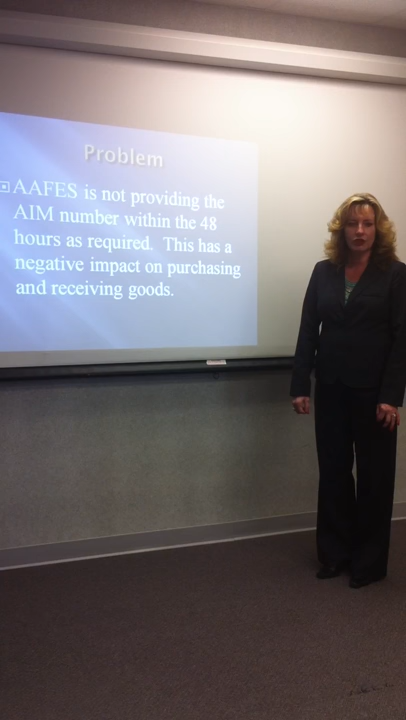 Problem
AAFES is not providing the
AIM number within the 48
hours as required. This has a
negative impact on purchasing
and receiving goods.